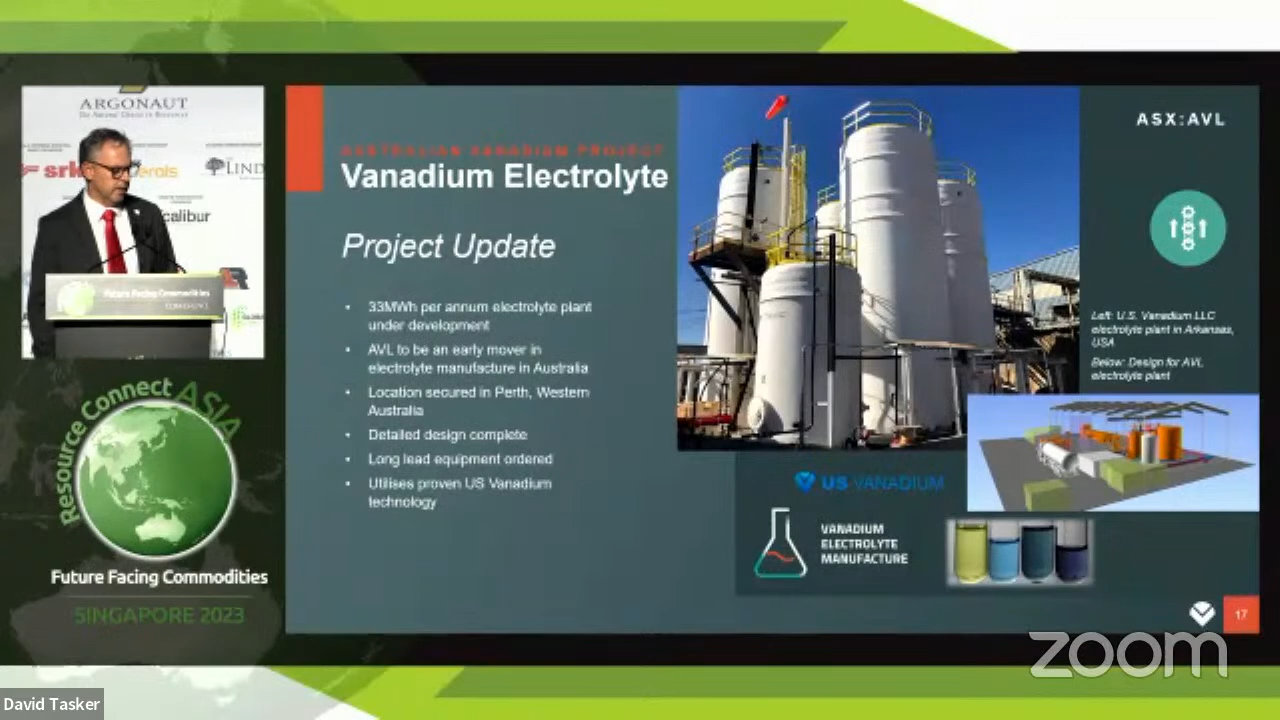 ARGONAUT
srk
erals
LIND
calibur
Future Facing Commodities
CONFERENCE
Resource Connect ASIA
Future Facing Commodities
SINGAPORE 2023
David Tasker
AUSTRALIAN VANADIUM PROJECT
Vanadium Electrolyte
Project Update
• 33MWh per annum electrolyte plant
under development
• AVL to be an early mover in
electrolyte manufacture in Australia
• Location secured in Perth, Western
Australia
• Detailed design complete
• Long lead equipment ordered
• Utilises proven US Vanadium
technology
ASX:AVL
Left: U.S. Vanadium LLC
electrolyte plant in Arkansas,
USA
Below: Design for AVL
electrolyte plant
US VANADIUM
VANADIUM
ELECTROLYTE
MANUFACTURE
17
zoom